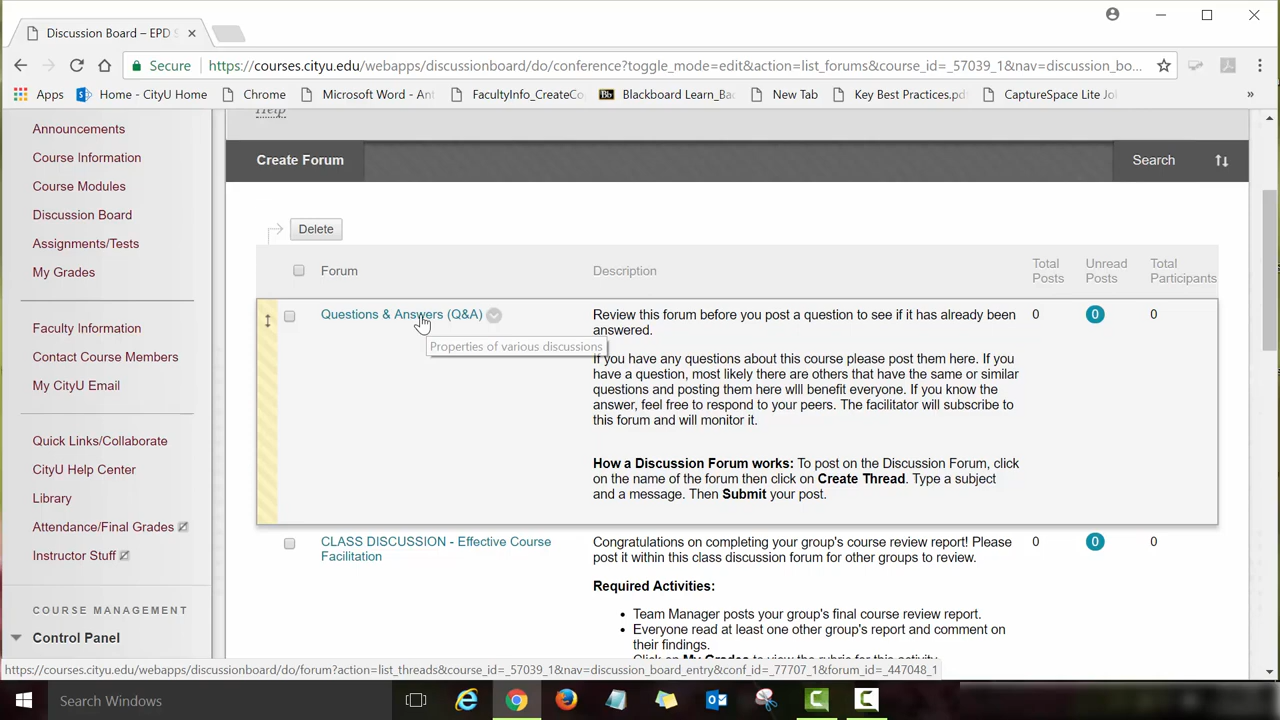 Discussion Board – EPD S
Secure
https://courses.cityu.edu/webapps/discussionboard/do/conference?toggle_mode=edit&action=list_forums&course_id=_57039_1&nav=discussion_bo...
Apps
Home - CityU Home
Chrome
Microsoft Word - Ant
FacultyInfo_CreateCo
Bb
Blackboard Learn_Ba
New Tab
Key Best Practices.pd
CaptureSpace Lite Jo
»
Help
Announcements
Course Information
Course Modules
Discussion Board
Assignments/Tests
My Grades
Faculty Information
Contact Course Members
My CityU Email
Quick Links/Collaborate
CityU Help Center
Library
Attendance/Final Grades
Instructor Stuff
COURSE MANAGEMENT
Control Panel
Create Forum
Search
Delete
Forum
Description
Total
Posts
Unread
Posts
Total
Participants
Questions & Answers (Q&A)
Properties of various discussions
Review this forum before you post a question to see if it has already been
answered.
If you have any questions about this course please post them here. If you
have a question, most likely there are others that have the same or similar
questions and posting them here will benefit everyone. If you know the
answer, feel free to respond to your peers. The facilitator will subscribe to
this forum and will monitor it.
How a Discussion Forum works: To post on the Discussion Forum, click
on the name of the forum then click on Create Thread. Type a subject
and a message. Then Submit your post.
0
0
0
CLASS DISCUSSION - Effective Course
Facilitation
Congratulations on completing your group's course review report! Please
post it within this class discussion forum for other groups to review.
Required Activities:
• Team Manager posts your group's final course review report.
• Everyone read at least one other group's report and comment on
their findings.
Click on My Grades to view the rubric for this activity.
0
0
0
https://courses.cityu.edu/webapps/discussionboard/do/forum?action=list_threads&course_id=_57039_1&nav=discussion_board_entry&conf_id=_77707_1&forum_id=_447048_1
Search Windows